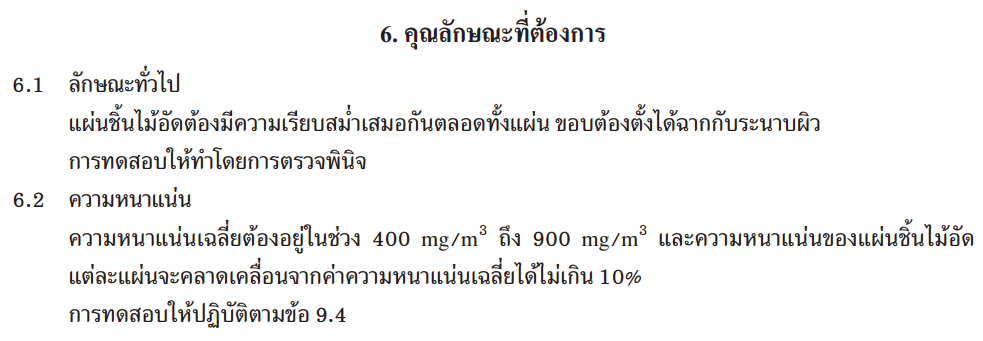 6. คุณลักษณะที่ต้องการ
6.1 ลักษณะทั่วไป
แผ่นชิ้นไม้อัดต้องมีความเรียบสม่ำเสมอกันตลอดทั้งแผ่น ขอบต้องตั้งได้ฉากกับระนาบผิว
การทดสอบให้ทำโดยการตรวจพินิจ
6.2 ความหนาแน่น
ความหนาแน่นเฉลี่ยต้องอยู่ในช่วง 400 mg/m³ ถึง 900 mg/m³ และความหนาแน่นของแผ่นชิ้นไม้อัด
แต่ละแผ่นจะคลาดเคลื่อนจากค่าความหนาแน่นเฉลี่ยได้ไม่เกิน 10%
การทดสอบให้ปฏิบัติตามข้อ 9.4